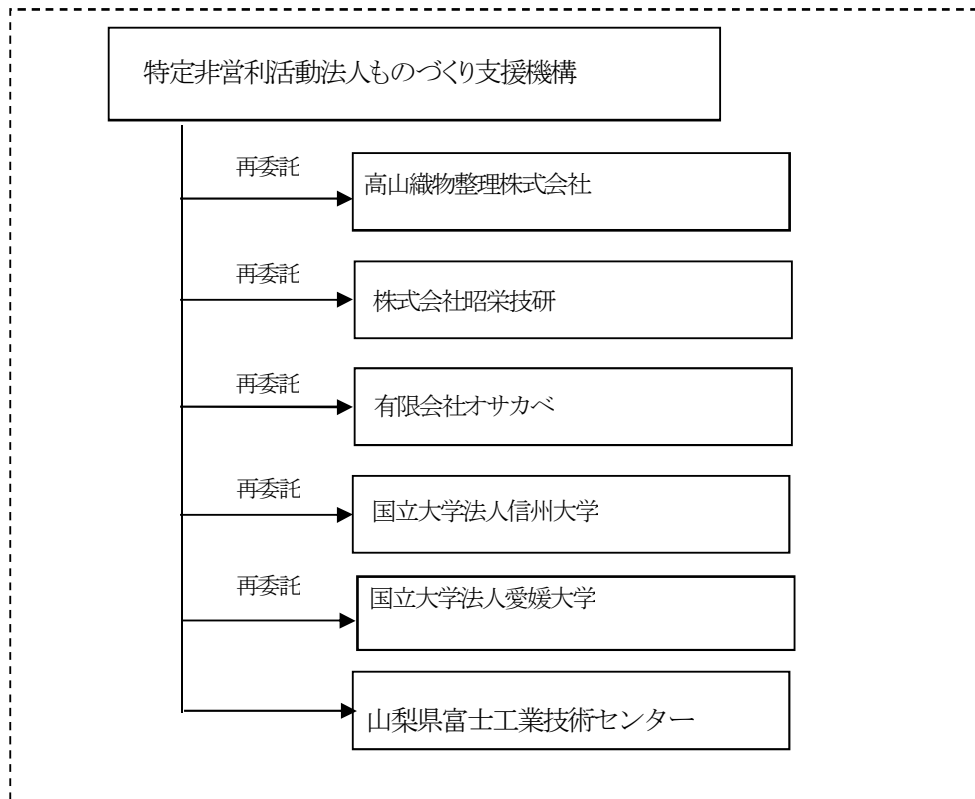 特定非営利活動法人ものづくり支援機構
再委託
高山織物整理株式会社
再委託
株式会社昭栄技研
再委託
有限会社オサカベ
再委託
国立大学法人信州大学
再委託
国立大学法人愛媛大学
山梨県富士工業技術センター